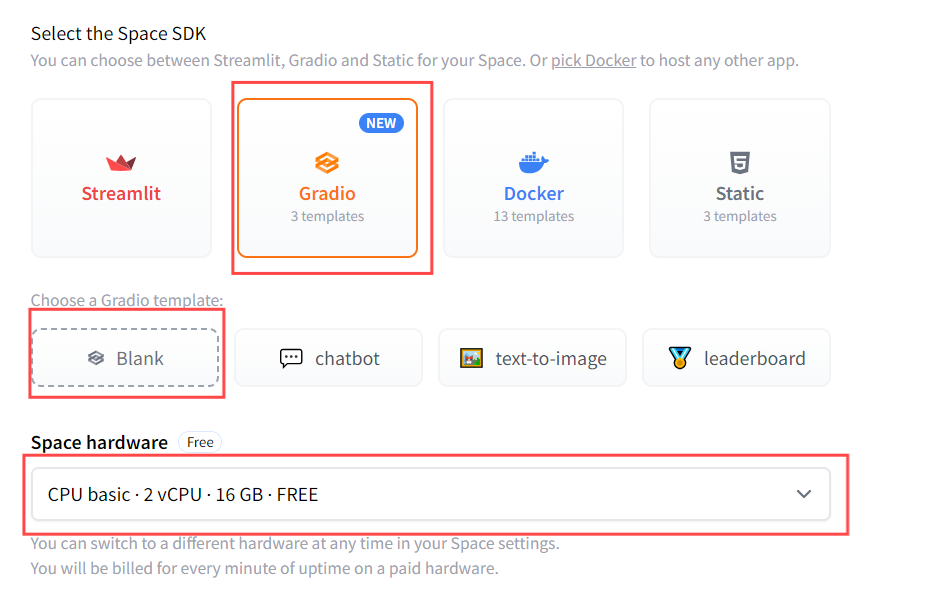 Select the Space SDK
You can choose between Streamlit, Gradio and Static for your Space. Or pick Docker to host any other app.
NEW
Streamlit
Gradio
Docker
Static
3 templates
13 templates
3 templates
Choose a Gradio template:
Blank
chatbot
text-to-image
leaderboard
Space hardware Free
CPU basic · 2 vCPU · 16 GB · FREE
You can switch to a different hardware at any time in your Space settings.
You will be billed for every minute of uptime on a paid hardware.